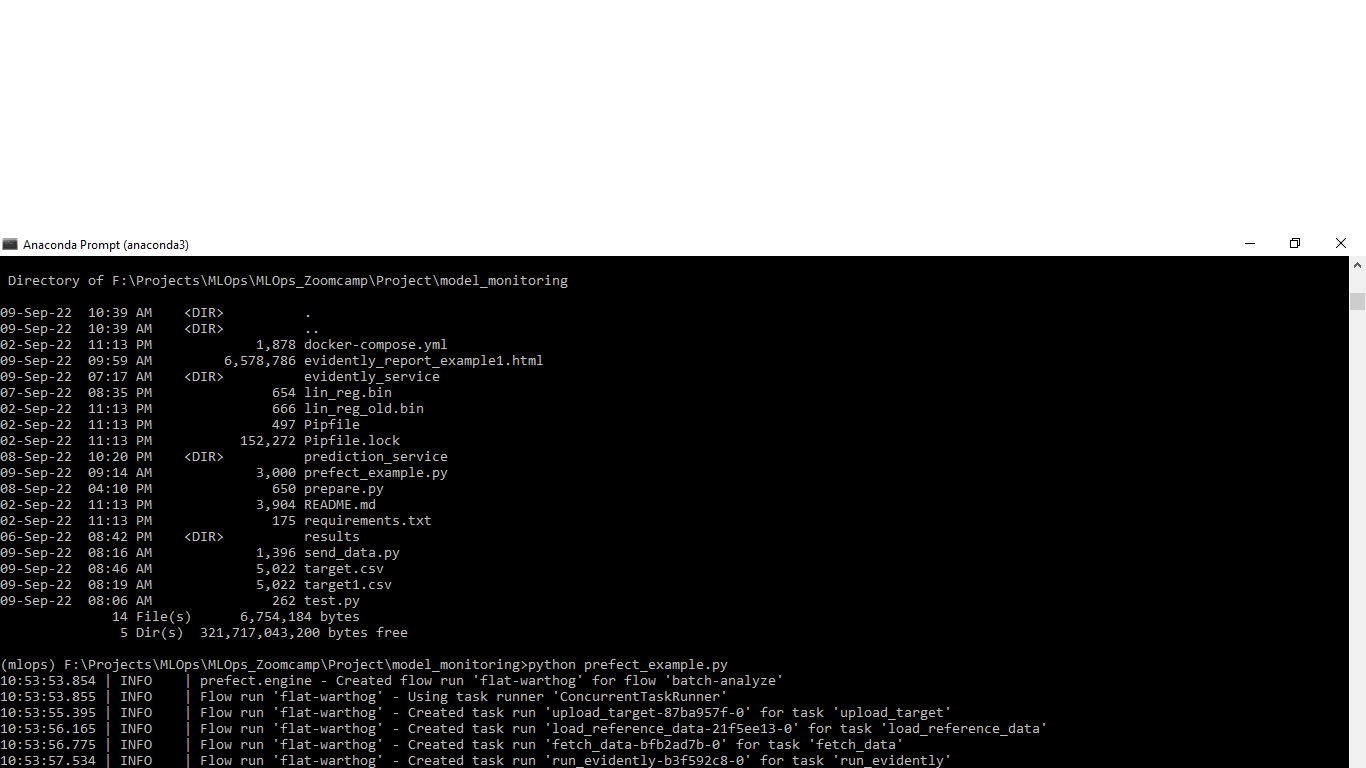 Anaconda Prompt (anaconda3)
Directory of F:\Projects\MLOps\MLOps_Zoomcamp\Project\model_monitoring
09-Sep-22  10:39 AM    <DIR>          .
09-Sep-22  10:39 AM    <DIR>          ..
02-Sep-22  11:13 PM             1,878 docker-compose.yml
09-Sep-22  09:59 AM         6,578,786 evidently_report_example1.html
09-Sep-22  07:17 AM    <DIR>          evidently_service
07-Sep-22  08:35 PM               654 lin_reg.bin
02-Sep-22  11:13 PM               666 lin_reg_old.bin
02-Sep-22  11:13 PM               497 Pipfile
02-Sep-22  11:13 PM           152,272 Pipfile.lock
08-Sep-22  10:20 PM    <DIR>          prediction_service
09-Sep-22  09:14 AM             3,000 prefect_example.py
08-Sep-22  04:10 PM               650 prepare.py
02-Sep-22  11:13 PM             3,904 README.md
02-Sep-22  11:13 PM               175 requirements.txt
06-Sep-22  08:42 PM    <DIR>          results
09-Sep-22  08:16 AM             1,396 send_data.py
09-Sep-22  08:46 AM             5,022 target.csv
09-Sep-22  08:19 AM             5,022 target1.csv
09-Sep-22  08:06 AM               262 test.py
              14 File(s)      6,754,184 bytes
               5 Dir(s)  321,717,043,200 bytes free
(mlops) F:\Projects\MLOps\MLOps_Zoomcamp\Project\model_monitoring>python prefect_example.py
10:53:53.854 | INFO    | prefect.engine - Created flow run 'flat-warthog' for flow 'batch-analyze'
10:53:53.855 | INFO    | Flow run 'flat-warthog' - Using task runner 'ConcurrentTaskRunner'
10:53:55.395 | INFO    | Flow run 'flat-warthog' - Created task run 'upload_target-87ba957f-0' for task 'upload_target'
10:53:56.165 | INFO    | Flow run 'flat-warthog' - Created task run 'load_reference_data-21f5ee13-0' for task 'load_reference_data'
10:53:56.775 | INFO    | Flow run 'flat-warthog' - Created task run 'fetch_data-bfb2ad7b-0' for task 'fetch_data'
10:53:57.534 | INFO    | Flow run 'flat-warthog' - Created task run 'run_evidently-b3f592c8-0' for task 'run_evidently'